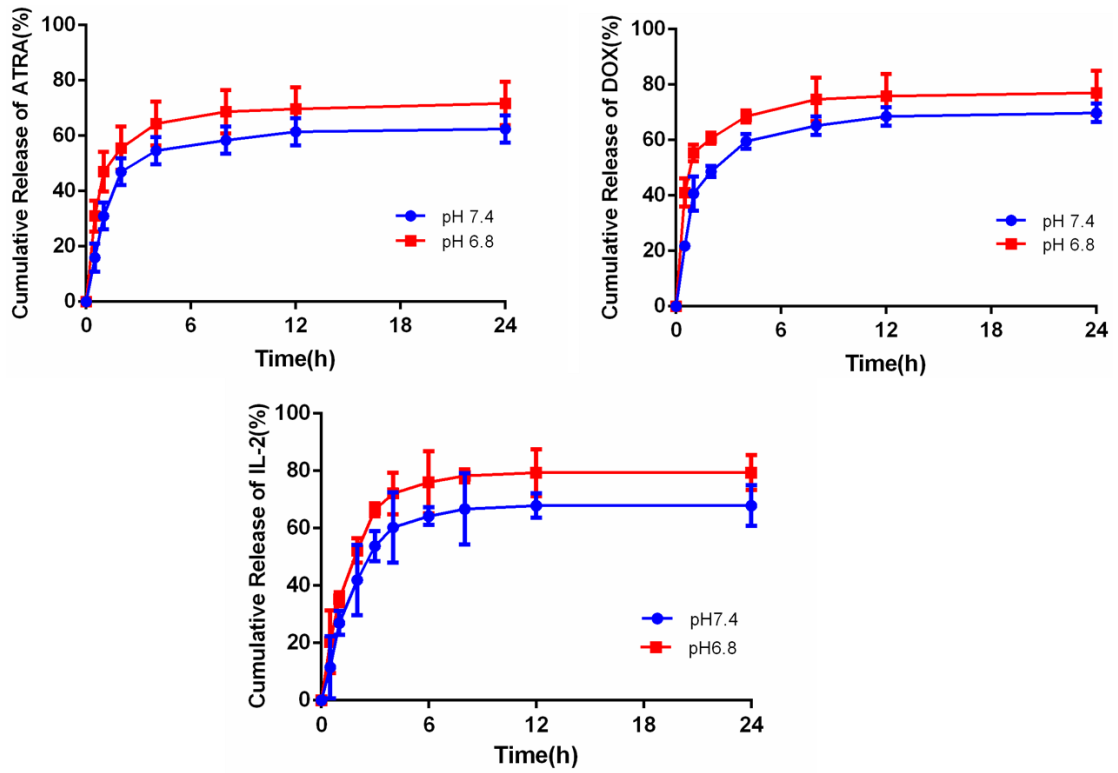 Cumulative Release of ATRA(%)
100
80
60
40
20
0
0 6 12 18 24
Time(h)
pH 7.4
pH 6.8
Cumulative Release of DOX(%)
100
80
60
40
20
0
0 6 12 18 24
Time(h)
pH 7.4
pH 6.8
Cumulative Release of IL-2(%)
100
80
60
40
20
0
0 6 12 18 24
Time(h)
pH7.4
pH6.8